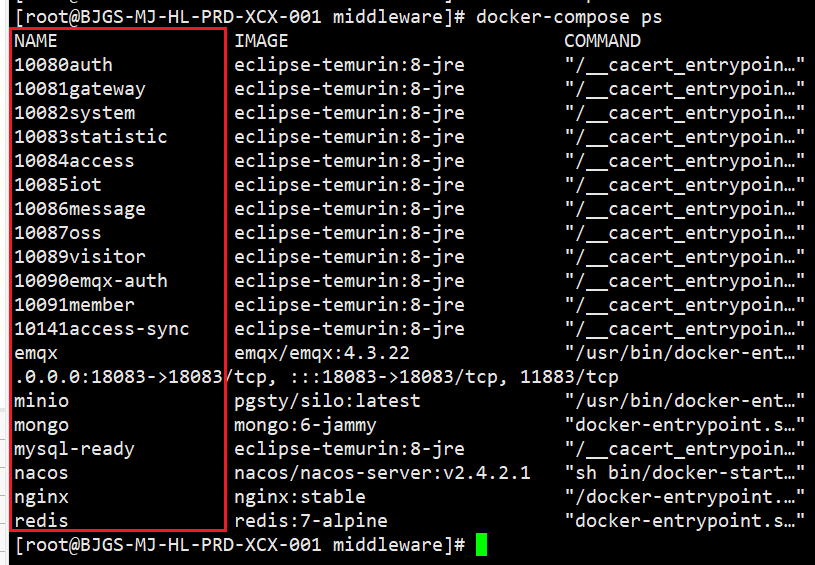 [root@BJGS-MJ-HL-PRD-XCX-001 middleware]# docker-compose ps
NAME IMAGE COMMAND
10080auth eclipse-temurin:8-jre "/__cacert_entrypoin…"
10081gateway eclipse-temurin:8-jre "/__cacert_entrypoin…"
10082system eclipse-temurin:8-jre "/__cacert_entrypoin…"
10083statistic eclipse-temurin:8-jre "/__cacert_entrypoin…"
10084access eclipse-temurin:8-jre "/__cacert_entrypoin…"
10085iot eclipse-temurin:8-jre "/__cacert_entrypoin…"
10086message eclipse-temurin:8-jre "/__cacert_entrypoin…"
10087oss eclipse-temurin:8-jre "/__cacert_entrypoin…"
10089visitor eclipse-temurin:8-jre "/__cacert_entrypoin…"
10090emqx-auth eclipse-temurin:8-jre "/__cacert_entrypoin…"
10091member eclipse-temurin:8-jre "/__cacert_entrypoin…"
10141access-sync eclipse-temurin:8-jre "/__cacert_entrypoin…"
emqx emqx/emqx:4.3.22 "/usr/bin/docker-ent…"
.0.0.0:18083->18083/tcp, :::18083->18083/tcp, 11883/tcp
minio pgsty/silo:latest "/usr/bin/docker-ent…"
mongo mongo:6-jammy "docker-entrypoint.s…"
mysql-ready eclipse-temurin:8-jre "/__cacert_entrypoin…"
nacos nacos/nacos-server:v2.4.2.1 "sh bin/docker-start…"
nginx nginx:stable "/docker-entrypoint.…"
redis redis:7-alpine "docker-entrypoint.s…"
[root@BJGS-MJ-HL-PRD-XCX-001 middleware]#